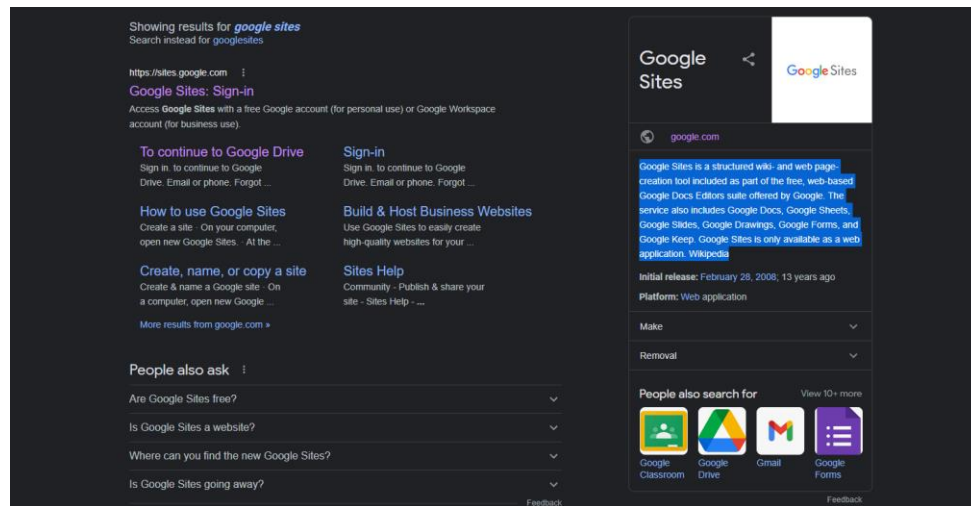 Showing results for google sites
Search instead for googlesites
https://sites.google.com
Google Sites: Sign-in
Access Google Sites with a free Google account (for personal use) or Google Workspace
account (for business use).
To continue to Google Drive
Sign in. to continue to Google
Drive. Email or phone. Forgot ...
Sign-in
Sign in. to continue to Google
Drive. Email or phone. Forgot ...
How to use Google Sites
Create a site · On your computer,
open new Google Sites. · At the ...
Build & Host Business Websites
Use Google Sites to easily create
high-quality websites for your ...
Create, name, or copy a site
Create & name a Google site · On
a computer, open new Google ...
Sites Help
Community - Publish & share your
site - Sites Help - ...
More results from google.com »
People also ask
Are Google Sites free?
Is Google Sites a website?
Where can you find the new Google Sites?
Is Google Sites going away?
Feedback
Google
Sites
Google Sites
google.com
Google Sites is a structured wiki- and web page-
creation tool included as part of the free, web-based
Google Docs Editors suite offered by Google. The
service also includes Google Docs, Google Sheets,
Google Slides, Google Drawings, Google Forms, and
Google Keep. Google Sites is only available as a web
application. Wikipedia
Initial release: February 28, 2008; 13 years ago
Platform: Web application
Make
Removal
People also search for
View 10+ more
Google
Classroom
Google
Drive
Gmail
Google
Forms
Feedback